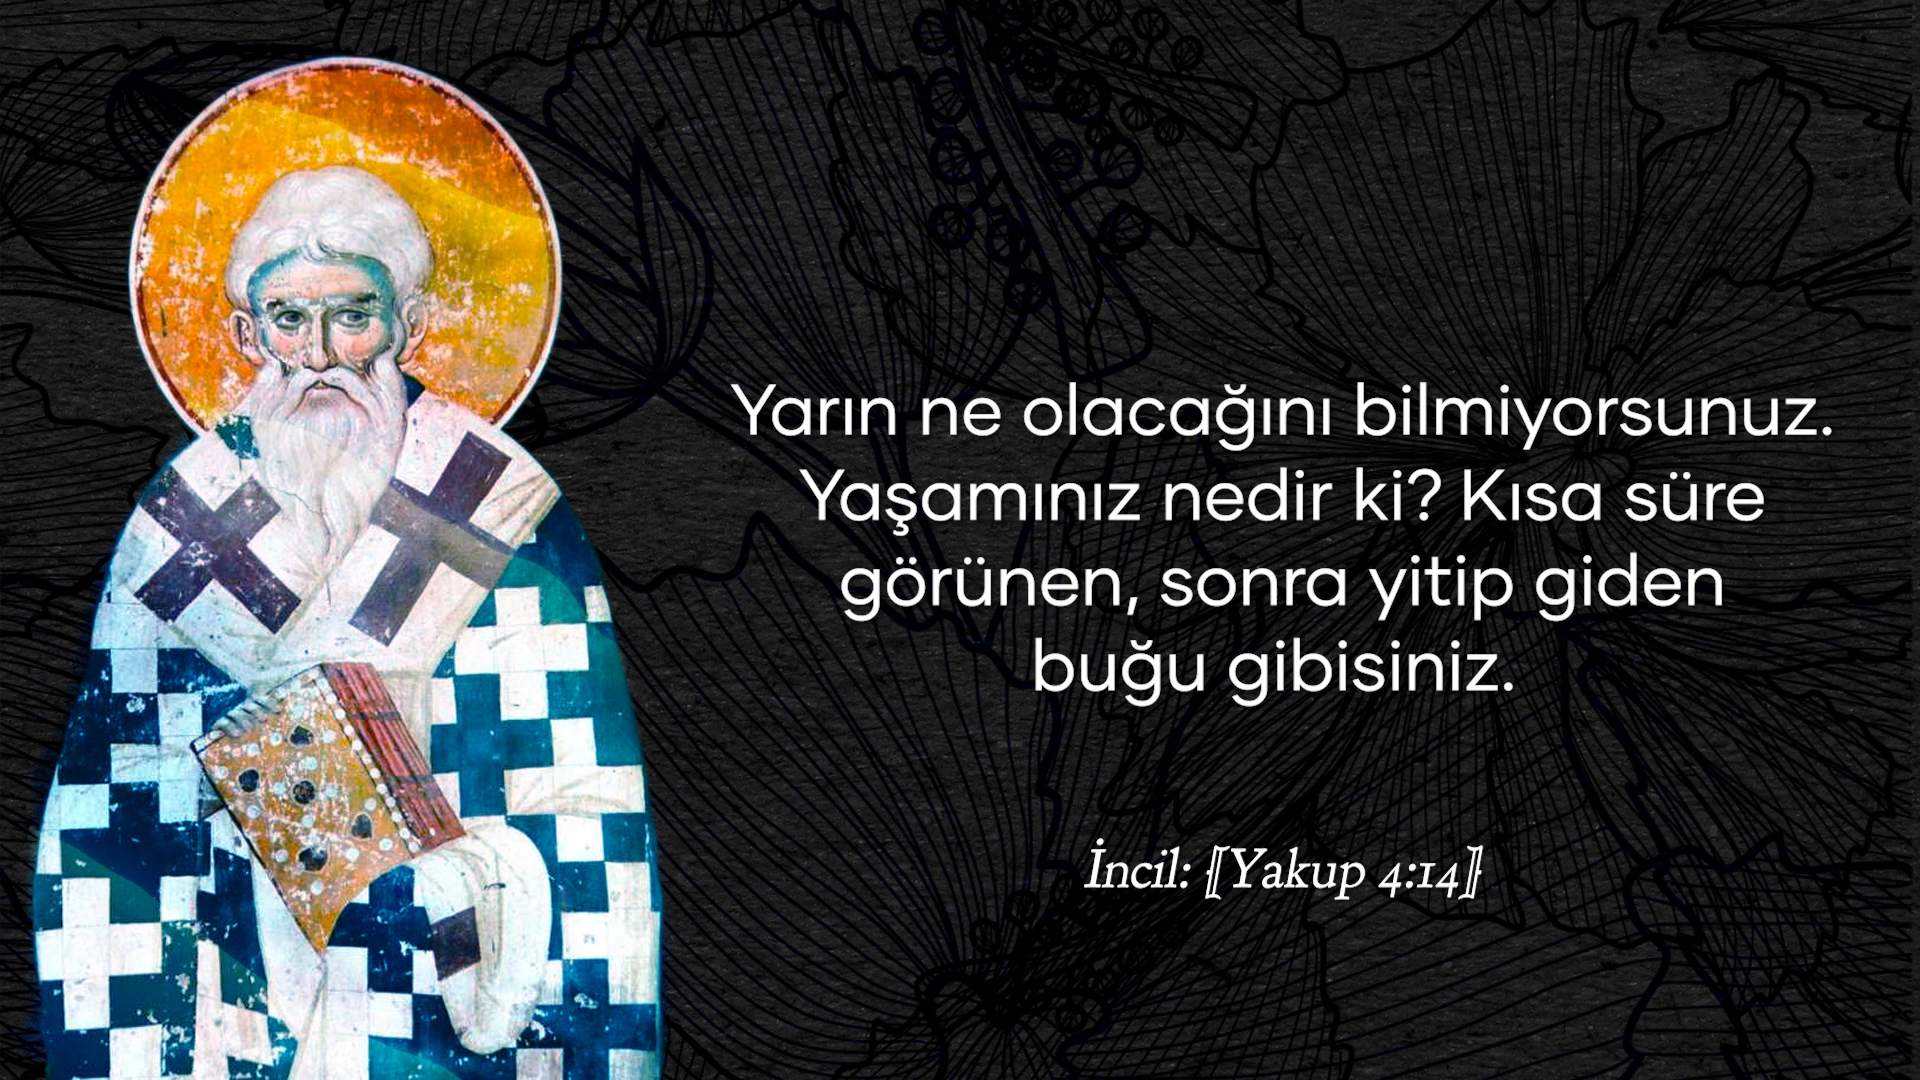 Yarın ne olacağını bilmiyorsunuz.
Yaşamınız nedir ki? Kısa süre
görünen, sonra yitip giden
buğu gibisiniz.
İncil: ⦃Yakup 4:14⦄